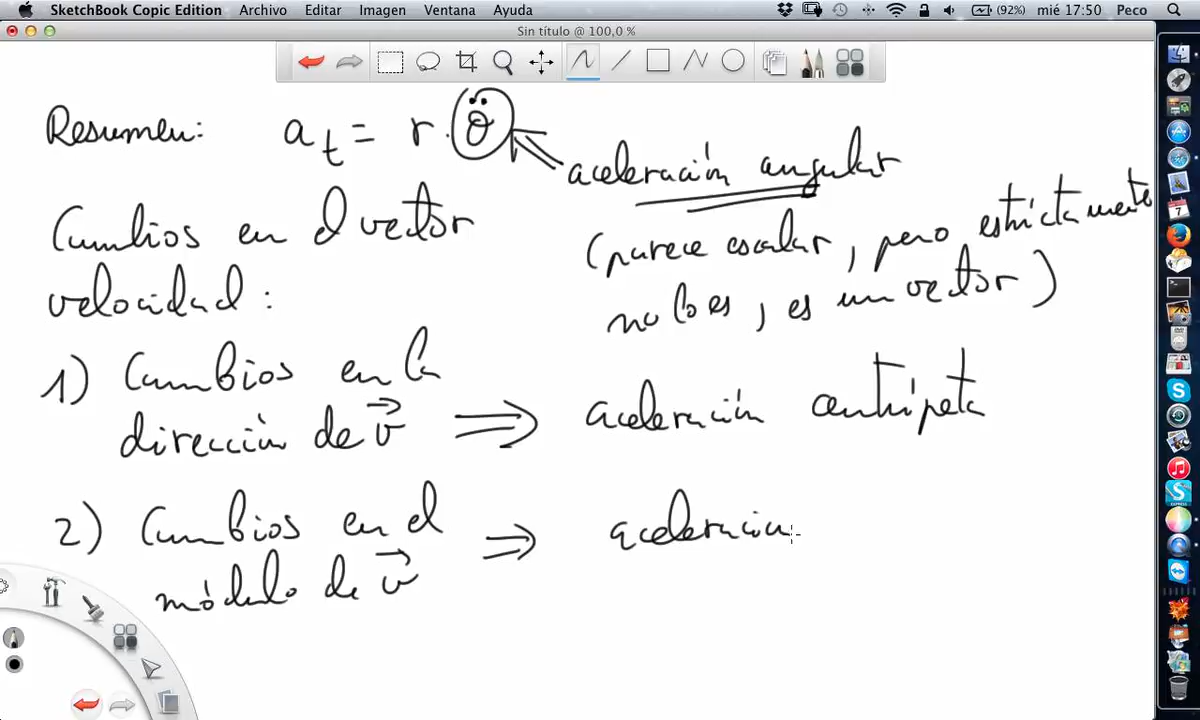 SketchBook Copic Edition Archivo Editar Imagen Ventana Ayuda (92%) mié 17:50 Peco
Sin título @ 100,0 %
Resumen: a_t = r · θ̈
aceleración angular
(parece escalar, pero estrictamente
no lo es, es un vector)
Cambios en el vector
velocidad:
1) Cambios en la
dirección de v⃗ ⇒ aceleración centrípeta
2) Cambios en el
módulo de v⃗ ⇒ aceleracion